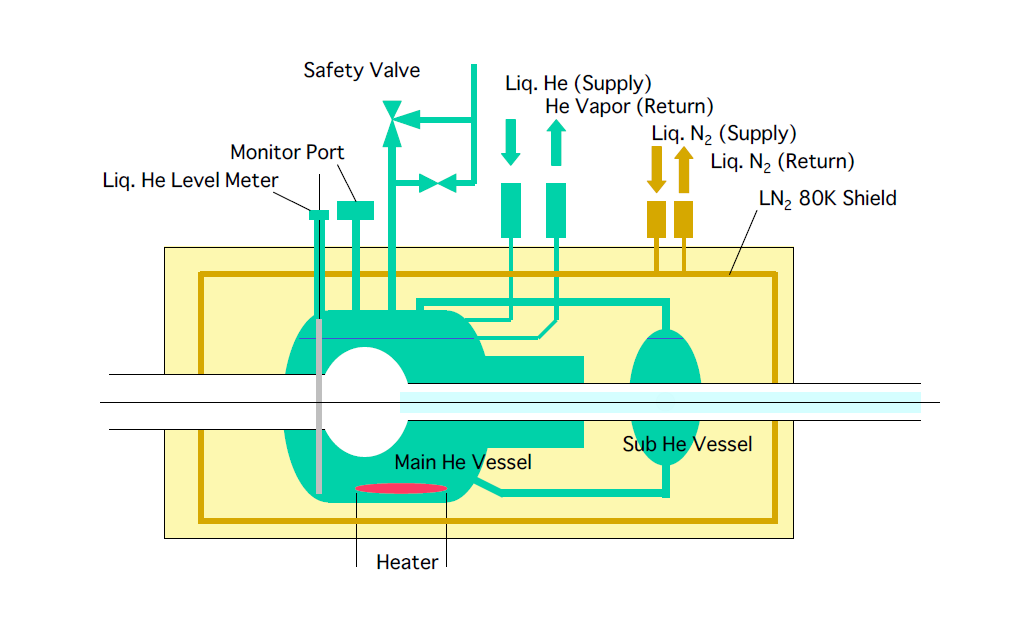 Safety Valve
Liq. He (Supply)
He Vapor (Return)
Liq. N₂ (Supply)
Monitor Port
Liq. N₂ (Return)
Liq. He Level Meter
LN₂ 80K Shield
Sub He Vessel
Main He Vessel
Heater